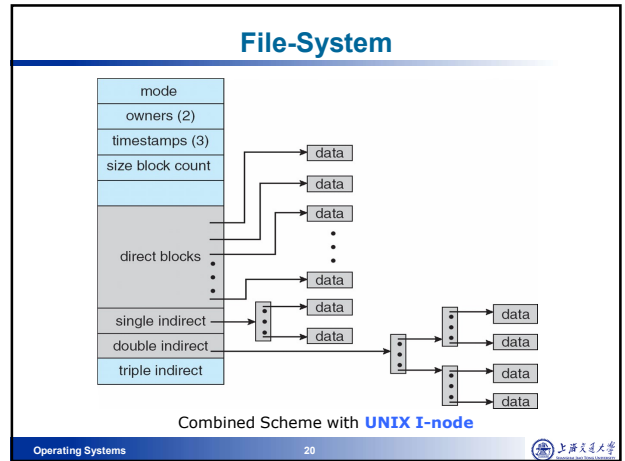 File-System
mode
owners (2)
timestamps (3)
size block count
direct blocks
single indirect
double indirect
triple indirect
data
data
data
data
data
data
data
data
data
data
Combined Scheme with UNIX I-node
Operating Systems
20
上海交通大学